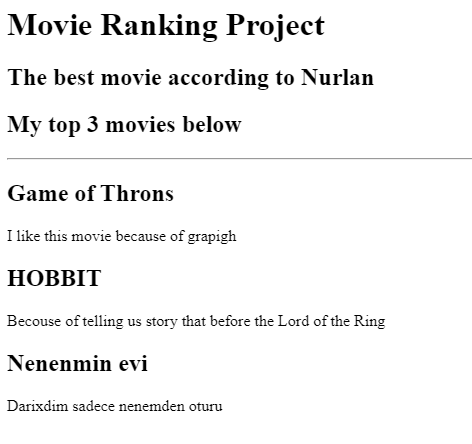 Movie Ranking Project
The best movie according to Nurlan
My top 3 movies below
Game of Throns
I like this movie because of grapigh
HOBBIT
Becouse of telling us story that before the Lord of the Ring
Nenenmin evi
Darixdim sadece nenemden oturu